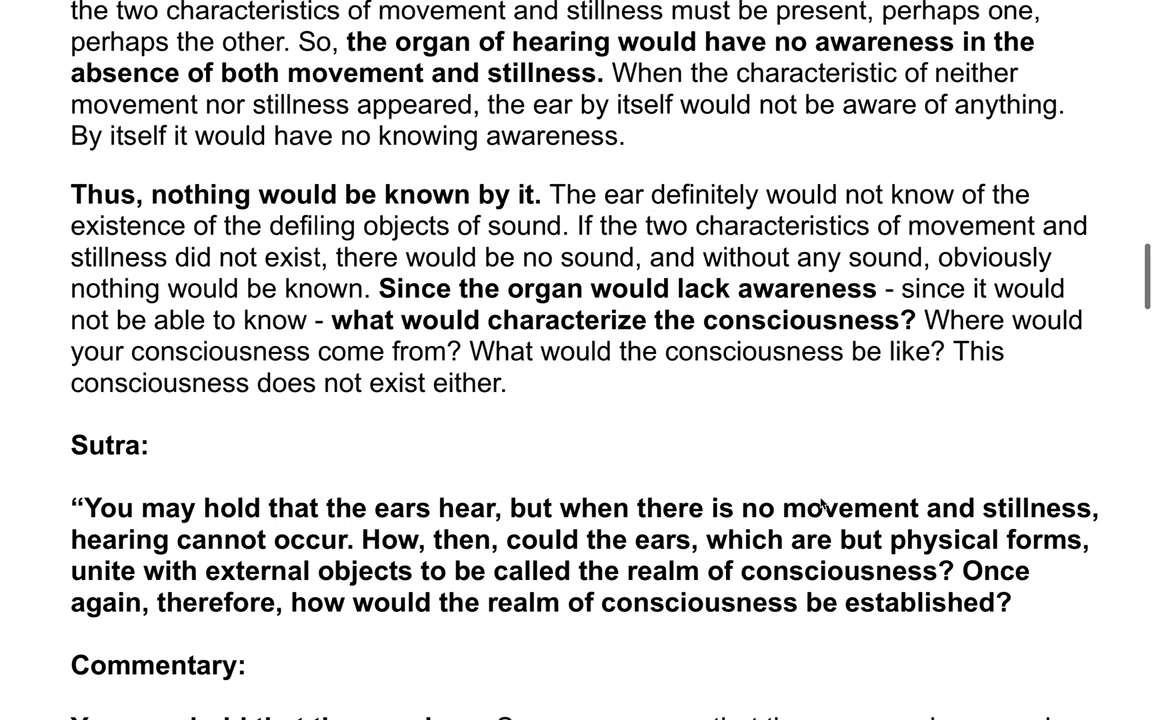 the two characteristics of movement and stillness must be present, perhaps one,
perhaps the other. So, the organ of hearing would have no awareness in the
absence of both movement and stillness. When the characteristic of neither
movement nor stillness appeared, the ear by itself would not be aware of anything.
By itself it would have no knowing awareness.
Thus, nothing would be known by it. The ear definitely would not know of the
existence of the defiling objects of sound. If the two characteristics of movement and
stillness did not exist, there would be no sound, and without any sound, obviously
nothing would be known. Since the organ would lack awareness - since it would
not be able to know - what would characterize the consciousness? Where would
your consciousness come from? What would the consciousness be like? This
consciousness does not exist either.
Sutra:
“You may hold that the ears hear, but when there is no movement and stillness,
hearing cannot occur. How, then, could the ears, which are but physical forms,
unite with external objects to be called the realm of consciousness? Once
again, therefore, how would the realm of consciousness be established?
Commentary: